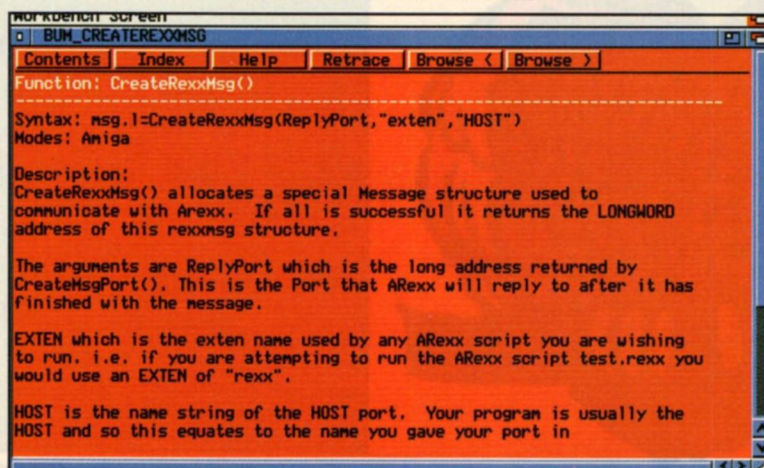 Workbench Screen
BUM_CREATEREXXMSG
Contents Index Help Retrace Browse < Browse >
Function: CreateRexxMsg()
--------------------------------------------------------------------------------
Syntax: msg.l=CreateRexxMsg(ReplyPort,"exten","HOST")
Modes: Amiga
Description:
CreateRexxMsg() allocates a special Message structure used to
communicate with Arexx. If all is successful it returns the LONGWORD
address of this rexxmsg structure.
The arguments are ReplyPort which is the long address returned by
CreateMsgPort(). This is the Port that ARexx will reply to after it has
finished with the message.
EXTEN which is the exten name used by any ARexx script you are wishing
to run. i.e. if you are attempting to run the ARexx script test.rexx you
would use an EXTEN of "rexx".
HOST is the name string of the HOST port. Your program is usually the
HOST and so this equates to the name you gave your port in